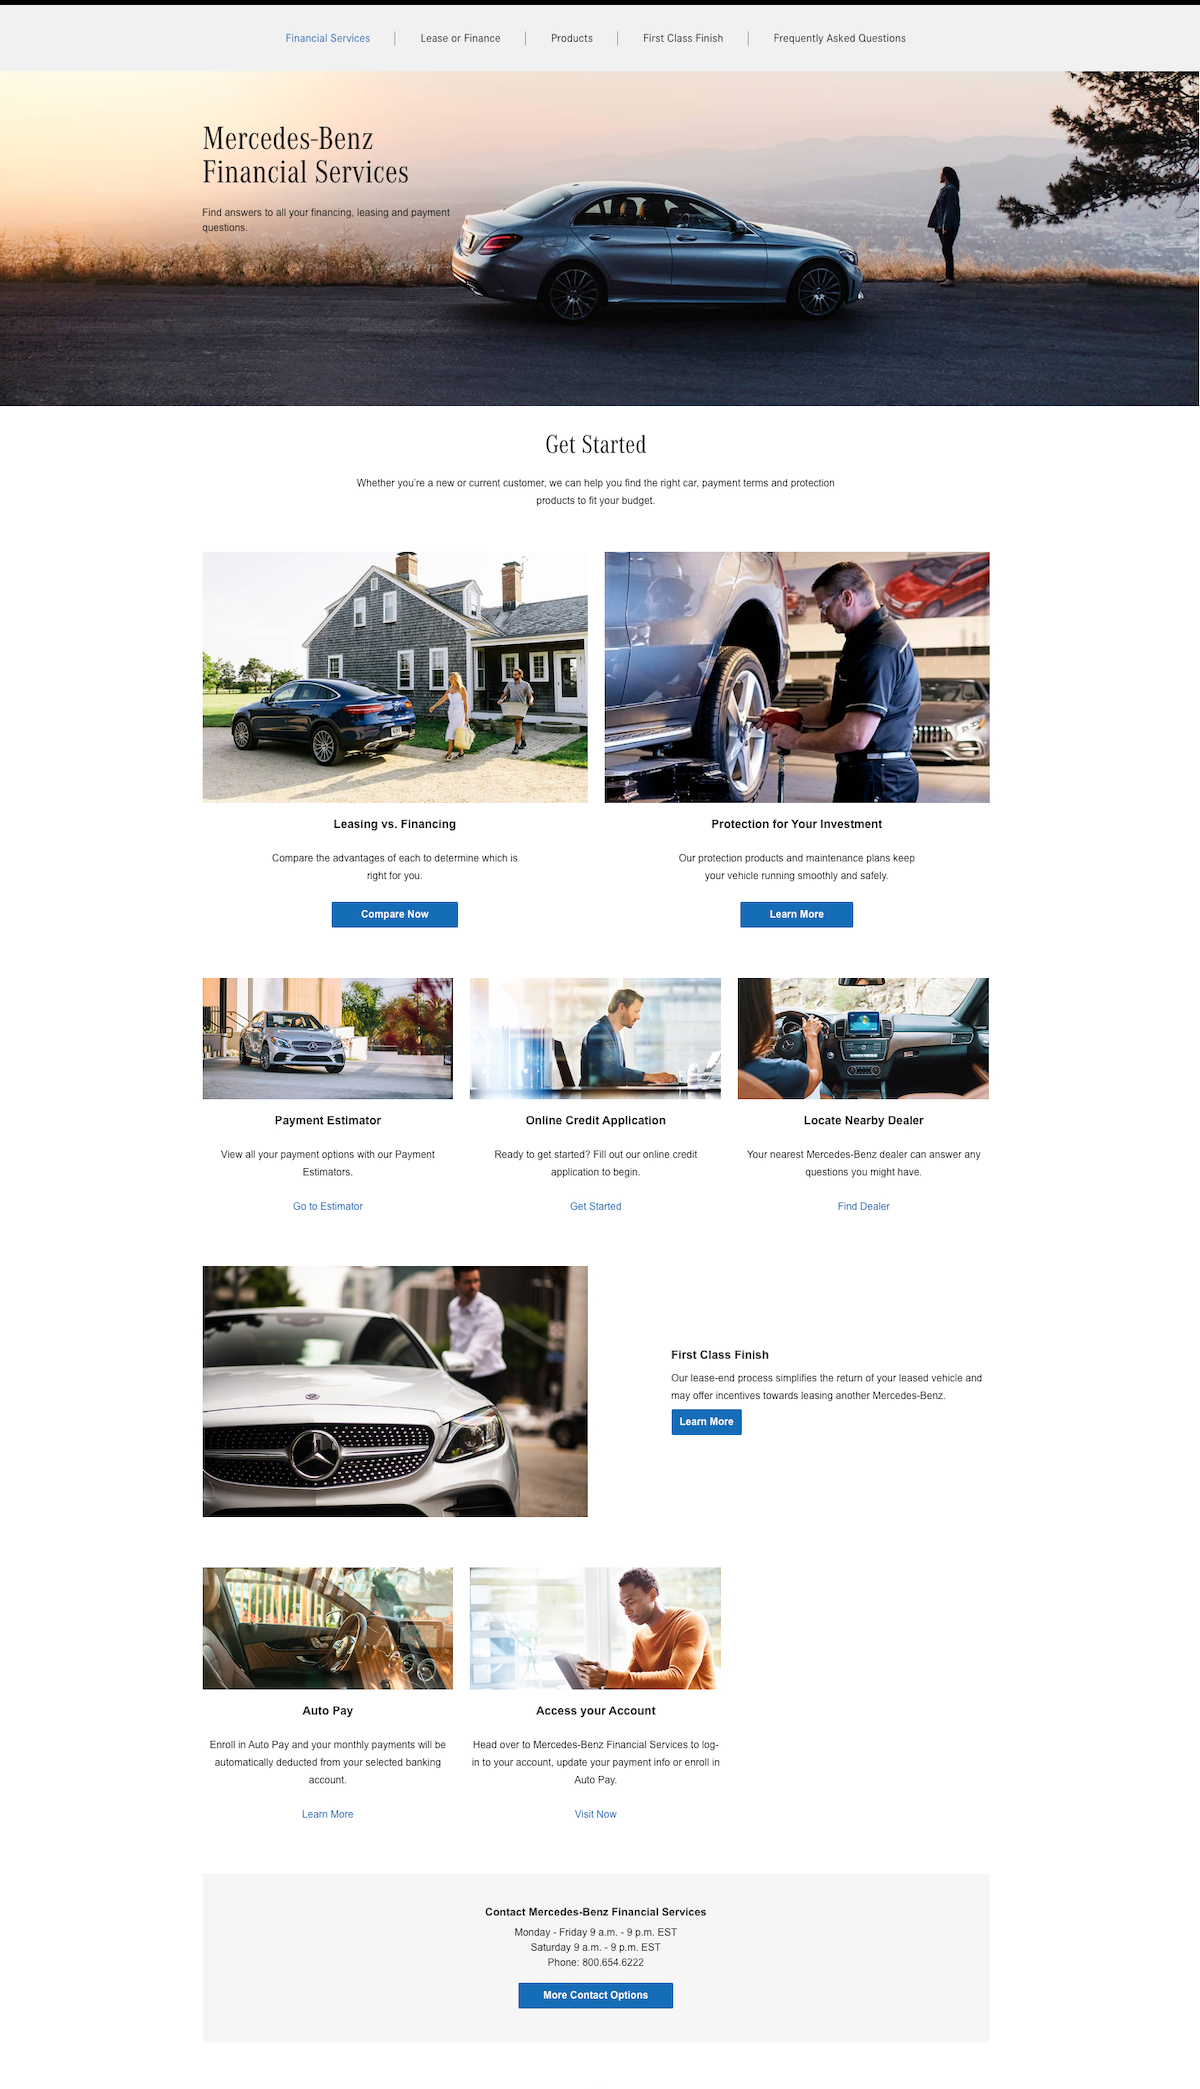 Financial Services
Lease or Finance
Products
First Class Finish
Frequently Asked Questions
Mercedes-Benz
Financial Services
Find answers to all your financing, leasing and payment
questions.
Get Started
Whether you're a new or current customer, we can help you find the right car, payment terms and protection
products to fit your budget.
Leasing vs. Financing
Compare the advantages of each to determine which is
right for you.
Compare Now
Protection for Your Investment
Our protection products and maintenance plans keep
your vehicle running smoothly and safely.
Learn More
Payment Estimator
View all your payment options with our Payment
Estimators.
Go to Estimator
Online Credit Application
Ready to get started? Fill out our online credit
application to begin.
Get Started
Locate Nearby Dealer
Your nearest Mercedes-Benz dealer can answer any
questions you might have.
Find Dealer
First Class Finish
Our lease-end process simplifies the return of your leased vehicle and
may offer incentives towards leasing another Mercedes-Benz.
Learn More
Auto Pay
Enroll in Auto Pay and your monthly payments will be
automatically deducted from your selected banking
account.
Learn More
Access your Account
Head over to Mercedes-Benz Financial Services to log-
in to your account, update your payment info or enroll in
Auto Pay.
Visit Now
Contact Mercedes-Benz Financial Services
Monday - Friday 9 a.m. - 9 p.m. EST
Saturday 9 a.m. - 9 p.m. EST
Phone: 800.654.6222
More Contact Options